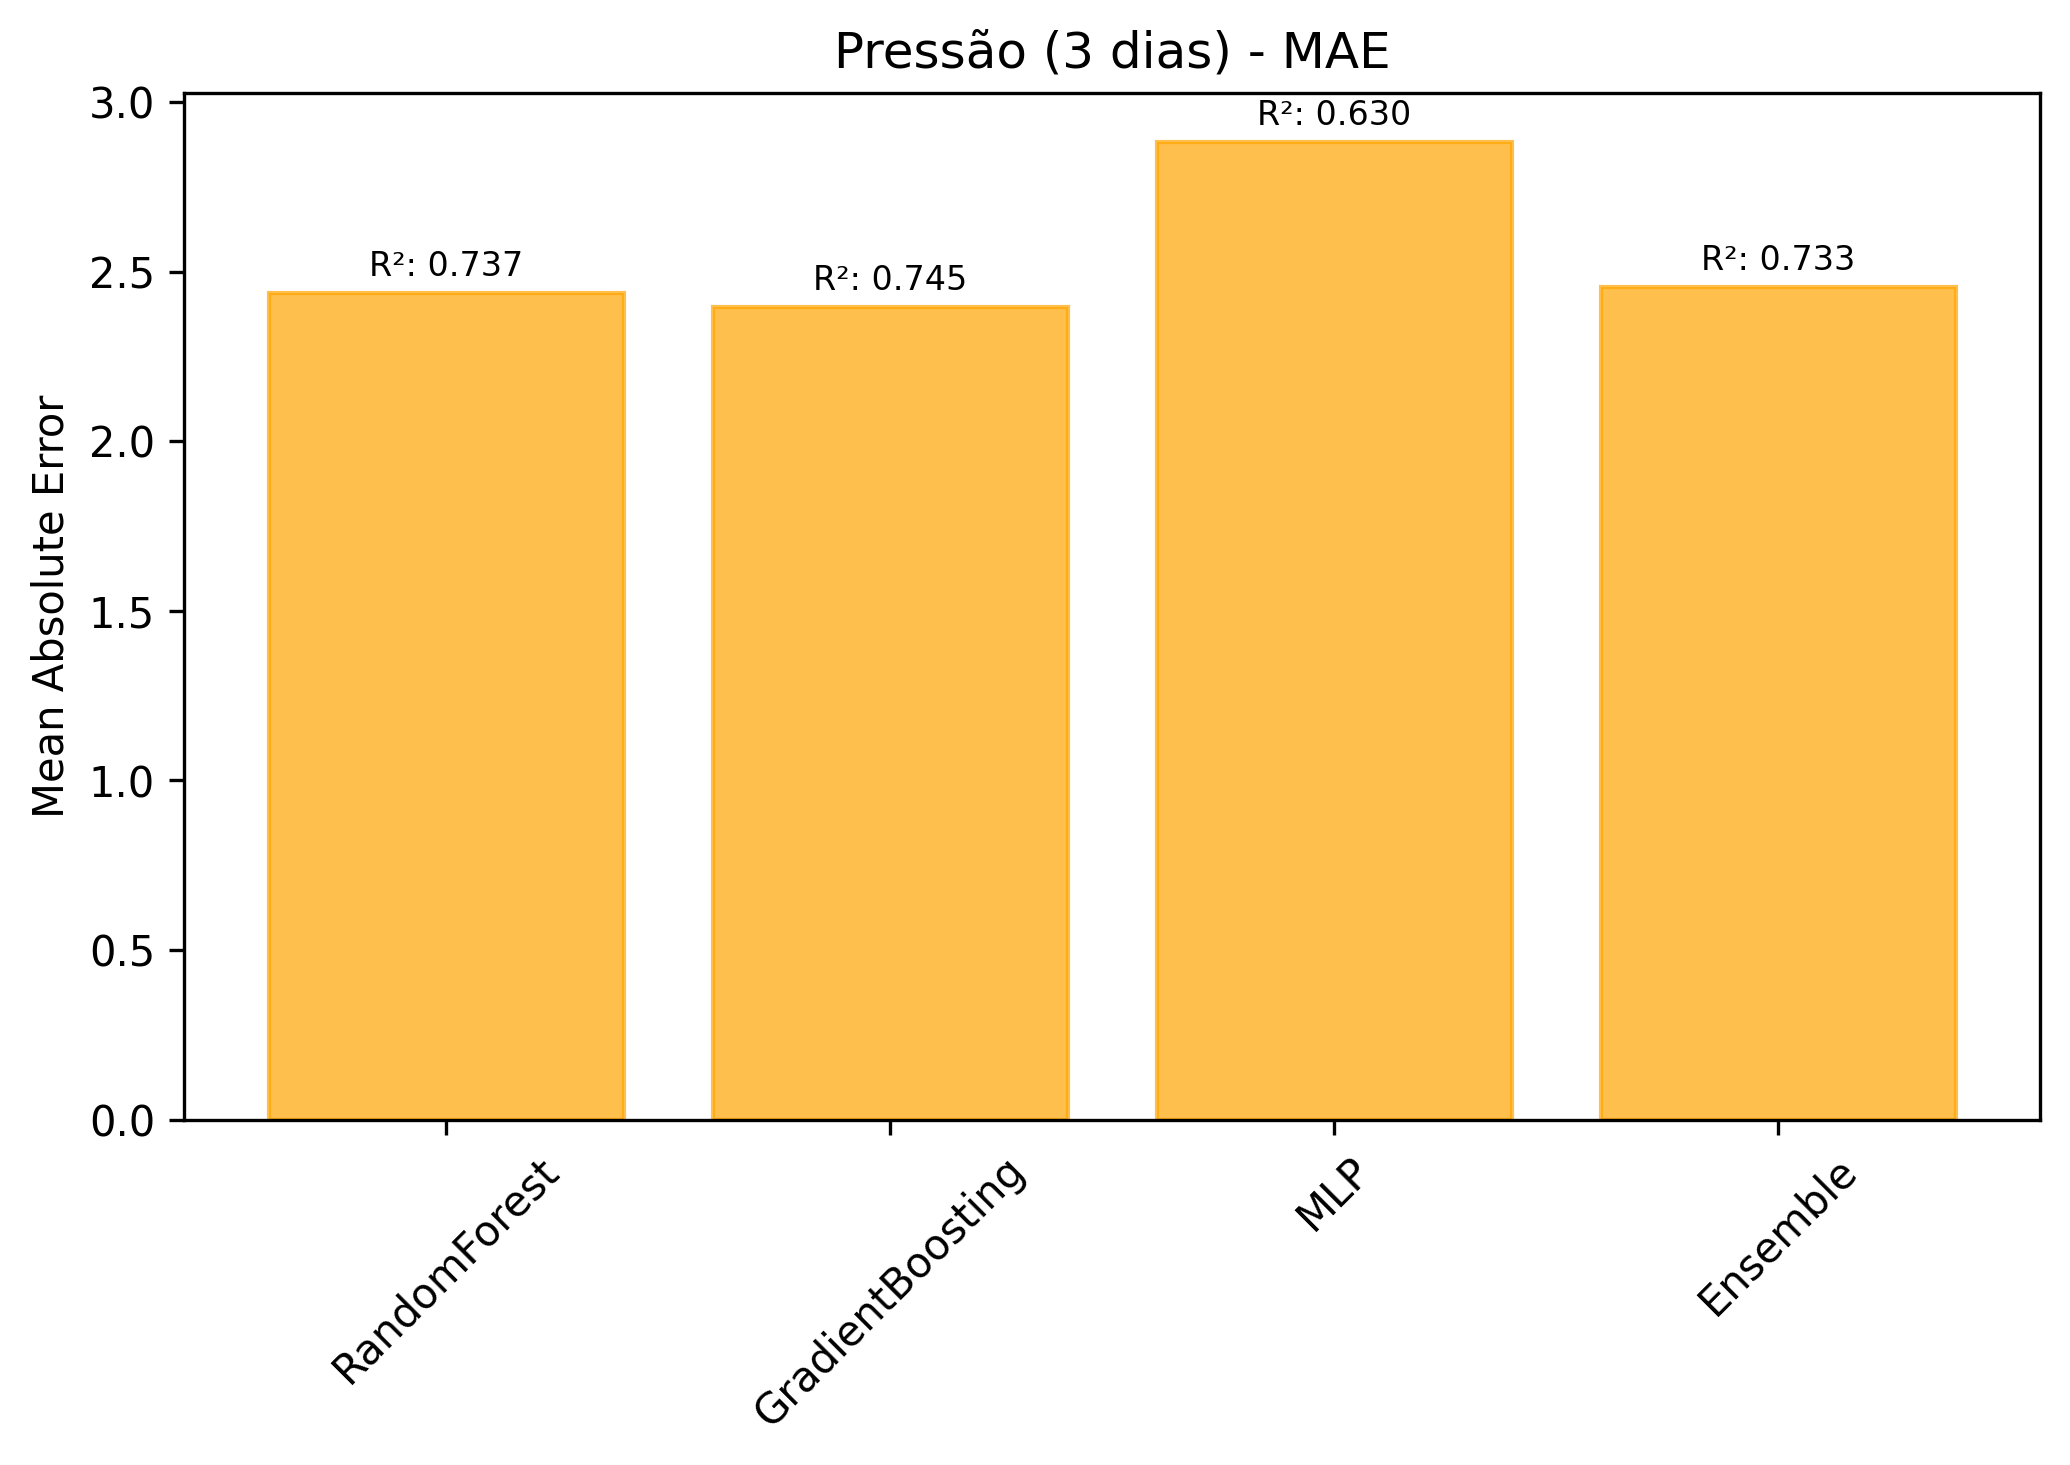 Pressão (3 dias) - MAE
Mean Absolute Error
3.0
2.5
2.0
1.5
1.0
0.5
0.0
R²: 0.737
R²: 0.745
R²: 0.630
R²: 0.733
RandomForest
GradientBoosting
MLP
Ensemble